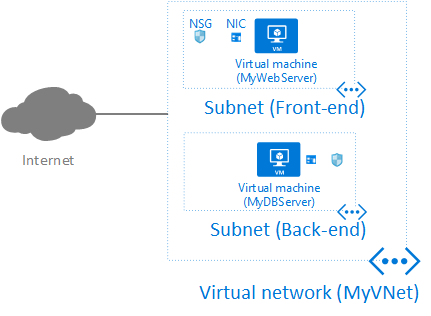 NSG NIC
VM
Virtual machine
(MyWebServer)
Subnet (Front-end)
Internet
VM
Virtual machine
(MyDBServer)
Subnet (Back-end)
Virtual network (MyVNet)